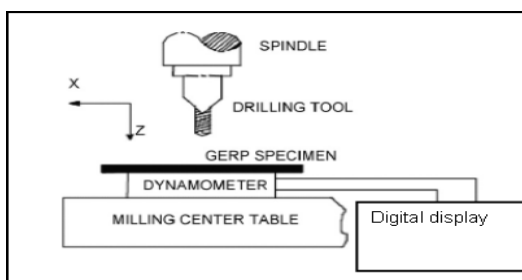 SPINDLE
X
DRILLING TOOL
Z
GERP SPECIMEN
DYNAMOMETER
MILLING CENTER TABLE
Digital display